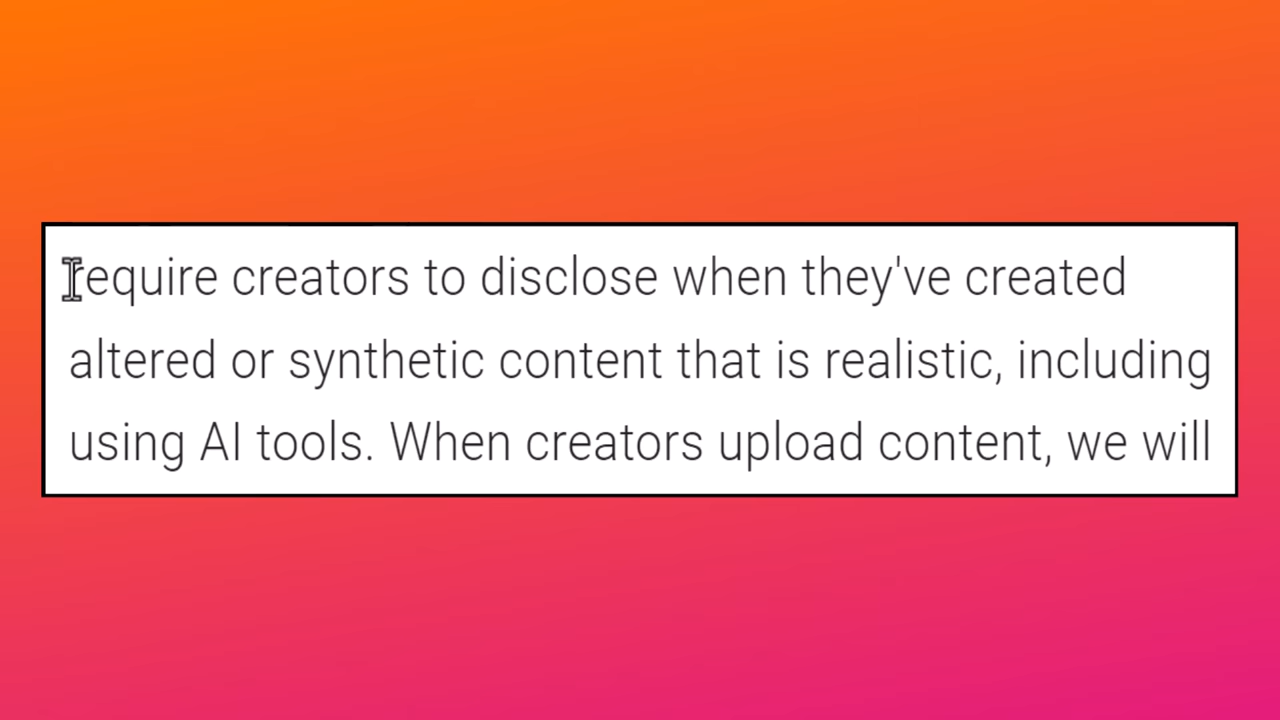 require creators to disclose when they've created
altered or synthetic content that is realistic, including
using AI tools. When creators upload content, we will